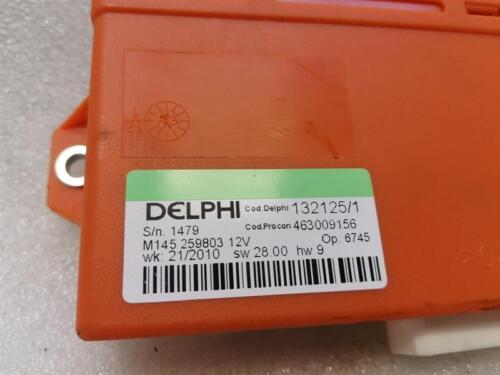 DELPHI Cod.Delphi 132125/1
S/n. 1479 Cod.Procon 463009156
M145 259803 12V Op. 6745
wk: 21/2010 sw 28.00 hw 9